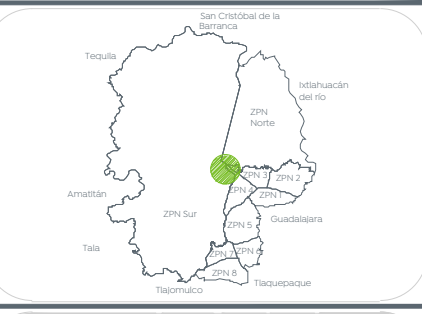 San Cristóbal de la
Barranca
Tequila
Ixtlahuacán
del río
ZPN
Norte
ZPN 3
ZPN 2
ZPN 4
ZPN 1
Amatitán
ZPN Sur
Guadalajara
ZPN 5
Tala
ZPN 7
ZPN 6
ZPN 8
Tlajomulco
Tlaquepaque